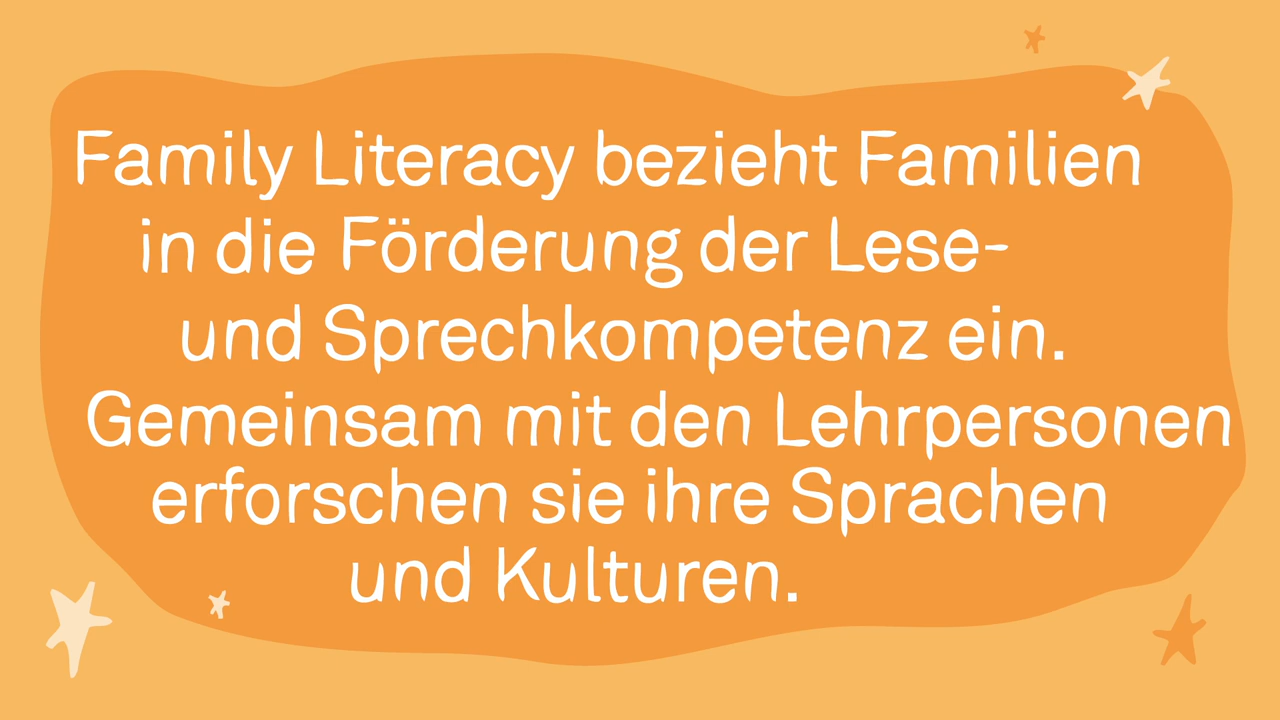 Family Literacy bezieht Familien
in die Förderung der Lese-
und Sprechkompetenz ein.
Gemeinsam mit den Lehrpersonen
erforschen sie ihre Sprachen
und Kulturen.